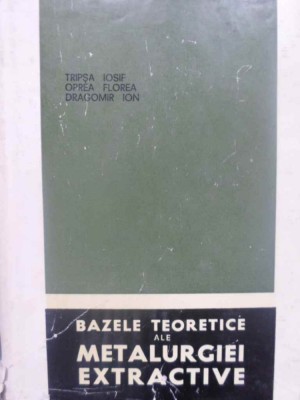 TRIPȘA IOSIF
OPREA FLOREA
DRAGOMIR ION
BAZELE TEORETICE
ALE
METALURGIEI
EXTRACTIVE